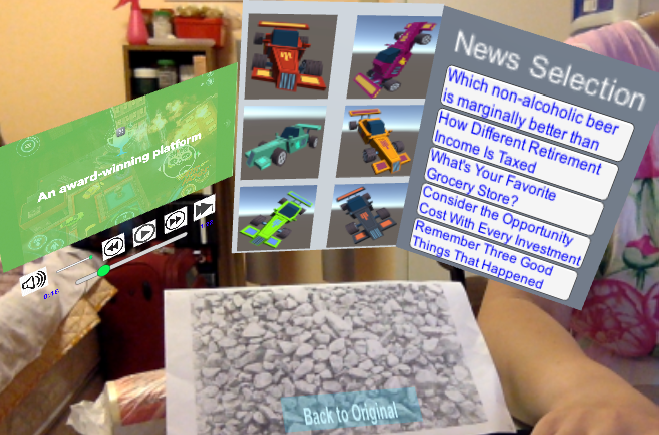 An award-winning platform
0:16
News Selection
Which non-alcoholic beer
is marginally better than
How Different Retirement
Income Is Taxed
What's Your Favorite
Grocery Store?
Consider the Opportunity
Cost With Every Investment
Remember Three Good
Things That Happened
Back to Original